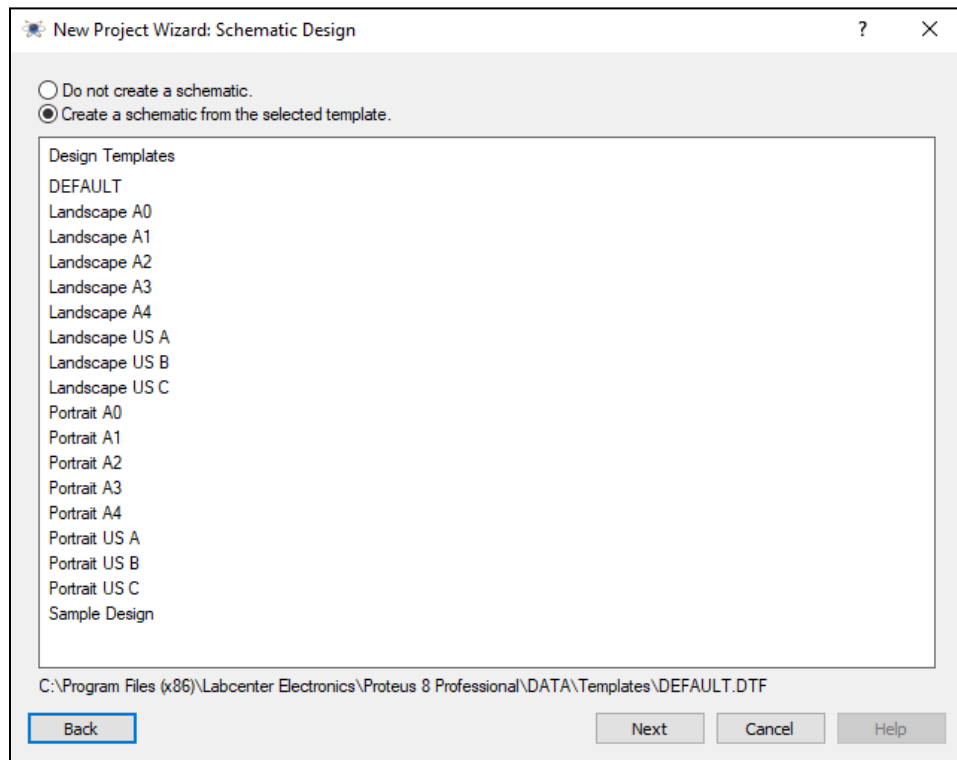 New Project Wizard: Schematic Design ?
Do not create a schematic.
Create a schematic from the selected template.
Design Templates
DEFAULT
Landscape A0
Landscape A1
Landscape A2
Landscape A3
Landscape A4
Landscape US A
Landscape US B
Landscape US C
Portrait A0
Portrait A1
Portrait A2
Portrait A3
Portrait A4
Portrait US A
Portrait US B
Portrait US C
Sample Design
C:\Program Files (x86)\Labcenter Electronics\Proteus 8 Professional\DATA\Templates\DEFAULT.DTF
Back Next Cancel Help